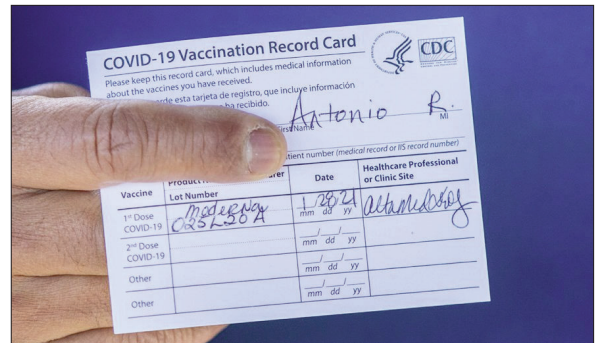 COVID-19 Vaccination Record Card
CDC
Please keep this record card, which includes medical information
about the vaccines you have received.
esta tarjeta de registro, que incluye información
ha recibido.
Antonio R.
First Name MI
number (medical record or IIS record number)
Vaccine
Lot Number
Date
Healthcare Professional
or Clinic Site
1st Dose
COVID-19
Moderna
025L20A
1 28 21
mm dd yy
2nd Dose
COVID-19
mm dd yy
Other
mm dd yy
Other
mm dd yy